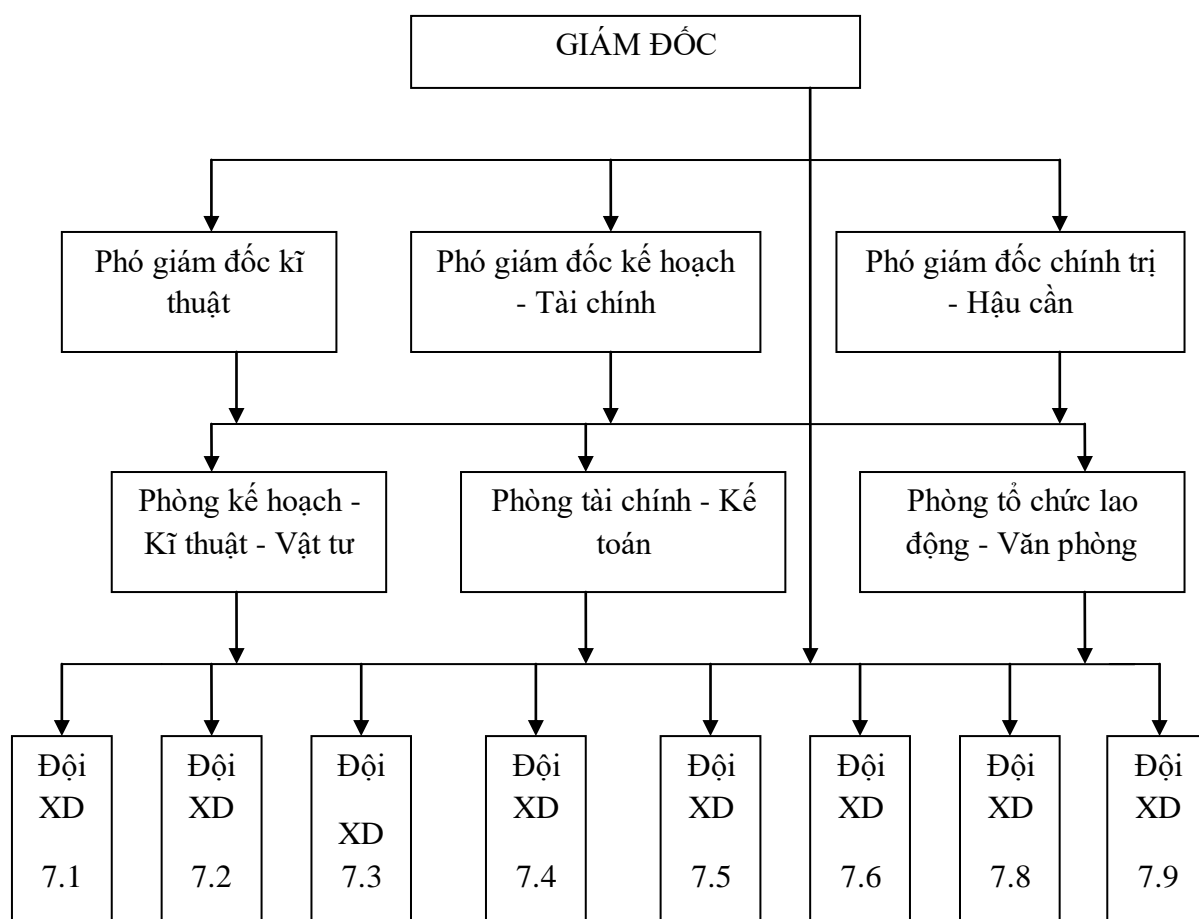 GIÁM ĐỐC
Phó giám đốc kĩ
thuật
Phó giám đốc kế hoạch
- Tài chính
Phó giám đốc chính trị
- Hậu cần
Phòng kế hoạch -
Kĩ thuật - Vật tư
Phòng tài chính - Kế
toán
Phòng tổ chức lao
động - Văn phòng
Đội
XD
7.1
Đội
XD
7.2
Đội
XD
7.3
Đội
XD
7.4
Đội
XD
7.5
Đội
XD
7.6
Đội
XD
7.8
Đội
XD
7.9